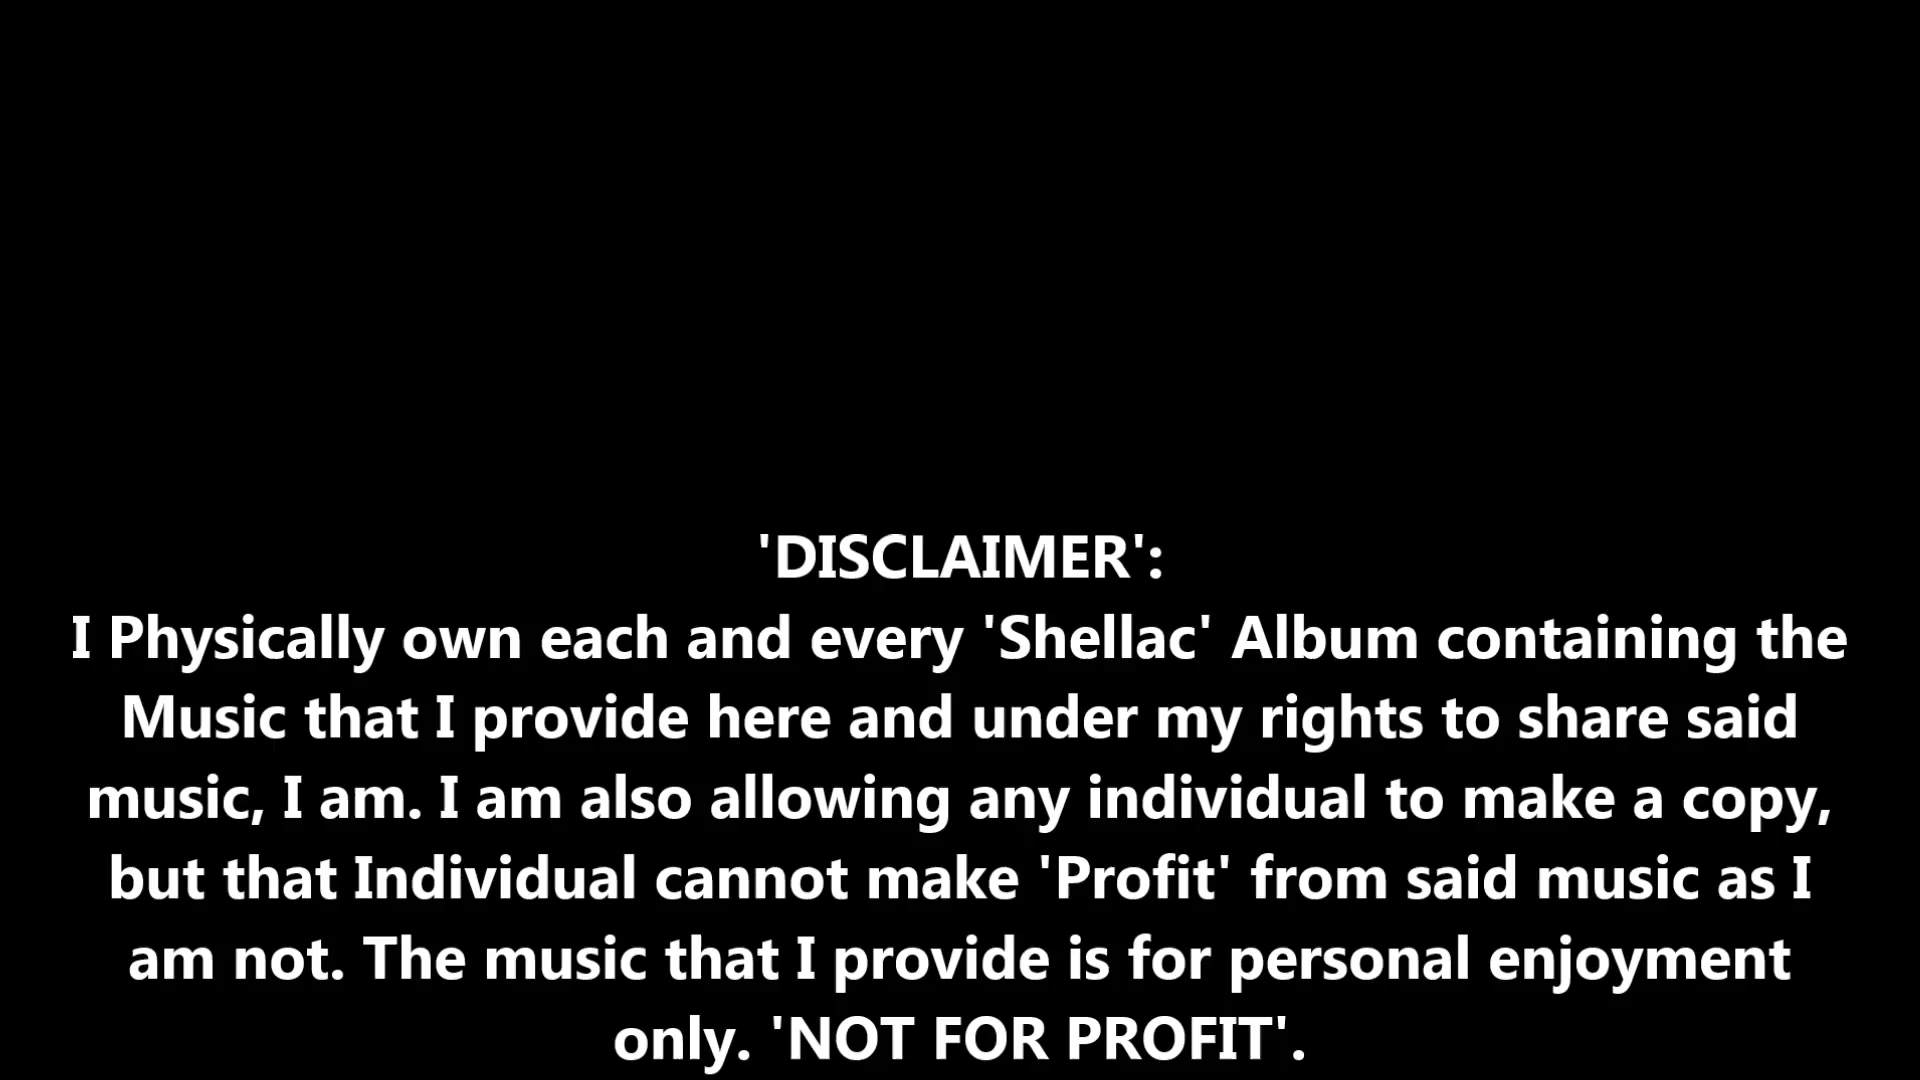 'DISCLAIMER':
I Physically own each and every 'Shellac' Album containing the
Music that I provide here and under my rights to share said
music, I am. I am also allowing any individual to make a copy,
but that Individual cannot make 'Profit' from said music as I
am not. The music that I provide is for personal enjoyment
only. 'NOT FOR PROFIT'.